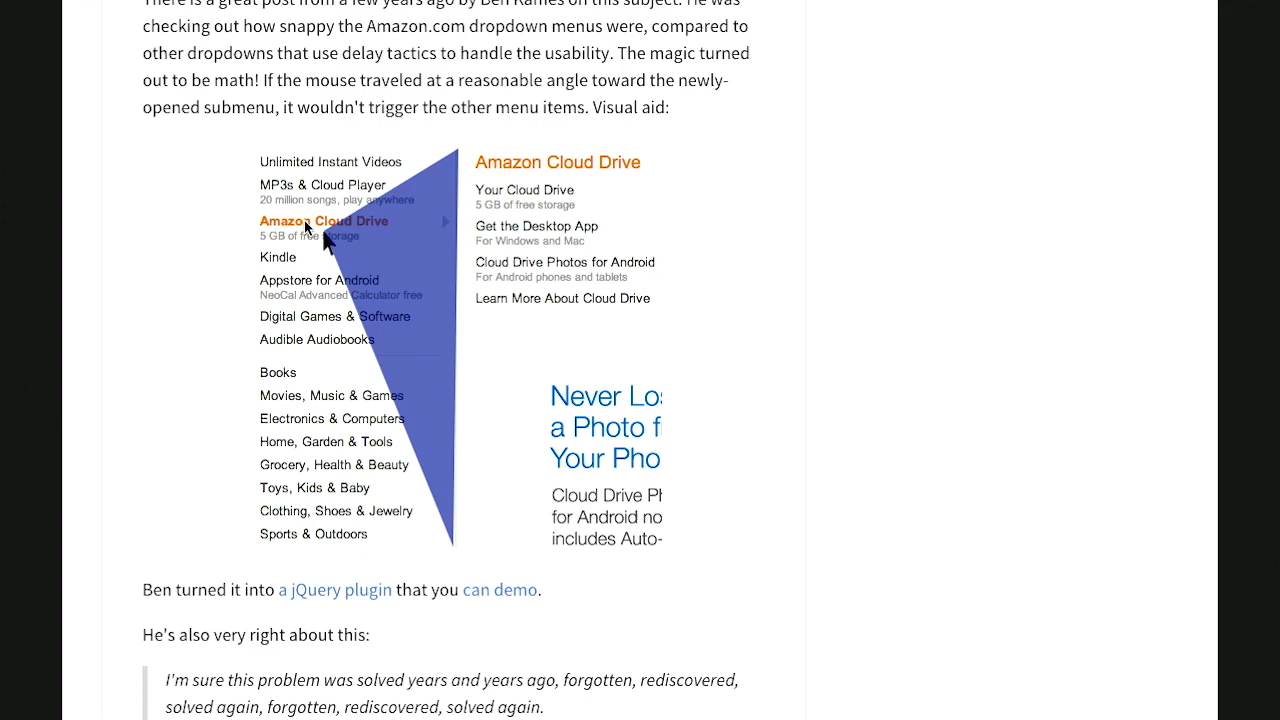 There is a great post from a few years ago by Ben Kames on this subject. He was
checking out how snappy the Amazon.com dropdown menus were, compared to
other dropdowns that use delay tactics to handle the usability. The magic turned
out to be math! If the mouse traveled at a reasonable angle toward the newly-
opened submenu, it wouldn't trigger the other menu items. Visual aid:
Unlimited Instant Videos
MP3s & Cloud Player
20 million songs, play anywhere
Amazon Cloud Drive
5 GB of free storage
Kindle
Appstore for Android
NeoCal Advanced Calculator free
Digital Games & Software
Audible Audiobooks
Books
Movies, Music & Games
Electronics & Computers
Home, Garden & Tools
Grocery, Health & Beauty
Toys, Kids & Baby
Clothing, Shoes & Jewelry
Sports & Outdoors
Amazon Cloud Drive
Your Cloud Drive
5 GB of free storage
Get the Desktop App
For Windows and Mac
Cloud Drive Photos for Android
For Android phones and tablets
Learn More About Cloud Drive
Never Los
a Photo f
Your Pho
Cloud Drive Ph
for Android no
includes Auto-
Ben turned it into a jQuery plugin that you can demo.
He's also very right about this:
I'm sure this problem was solved years and years ago, forgotten, rediscovered,
solved again, forgotten, rediscovered, solved again.